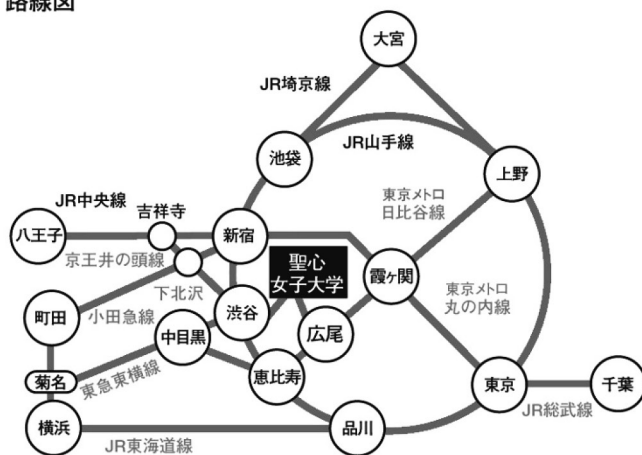 路線図
大宮
JR埼京線
池袋
JR山手線
上野
東京メトロ
日比谷線
JR中央線
吉祥寺
八王子
新宿
京王井の頭線
聖心
女子大学
霞ヶ関
下北沢
東京メトロ
丸の内線
町田
小田急線
渋谷
広尾
中目黒
菊名
東急東横線
恵比寿
東京
千葉
JR総武線
横浜
品川
JR東海道線